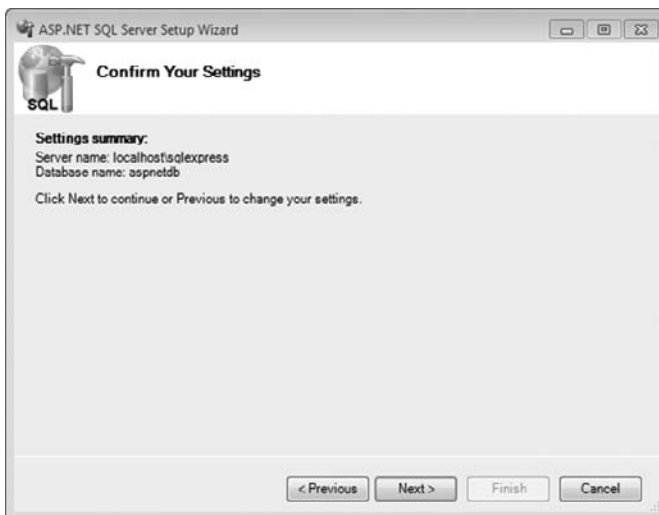 ASP.NET SQL Server Setup Wizard
SQL
Confirm Your Settings
Settings summary:
Server name: localhost\sqlexpress
Database name: aspnetdb
Click Next to continue or Previous to change your settings.
< Previous
Next >
Finish
Cancel